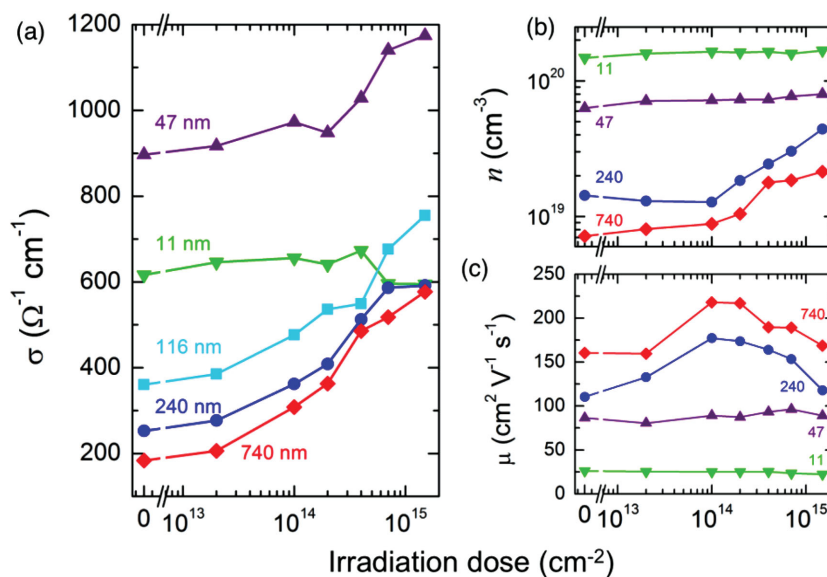 (a)
1200
1000
800
600
400
200
σ (Ω⁻¹ cm⁻¹)
47 nm
11 nm
116 nm
240 nm
740 nm
0 10¹³ 10¹⁴ 10¹⁵
(b)
10²⁰
10¹⁹
n (cm⁻³)
11
47
240
740
(c)
250
200
150
100
50
0
μ (cm² V⁻¹ s⁻¹)
740
240
47
11
0 10¹³ 10¹⁴ 10¹⁵
Irradiation dose (cm⁻²)